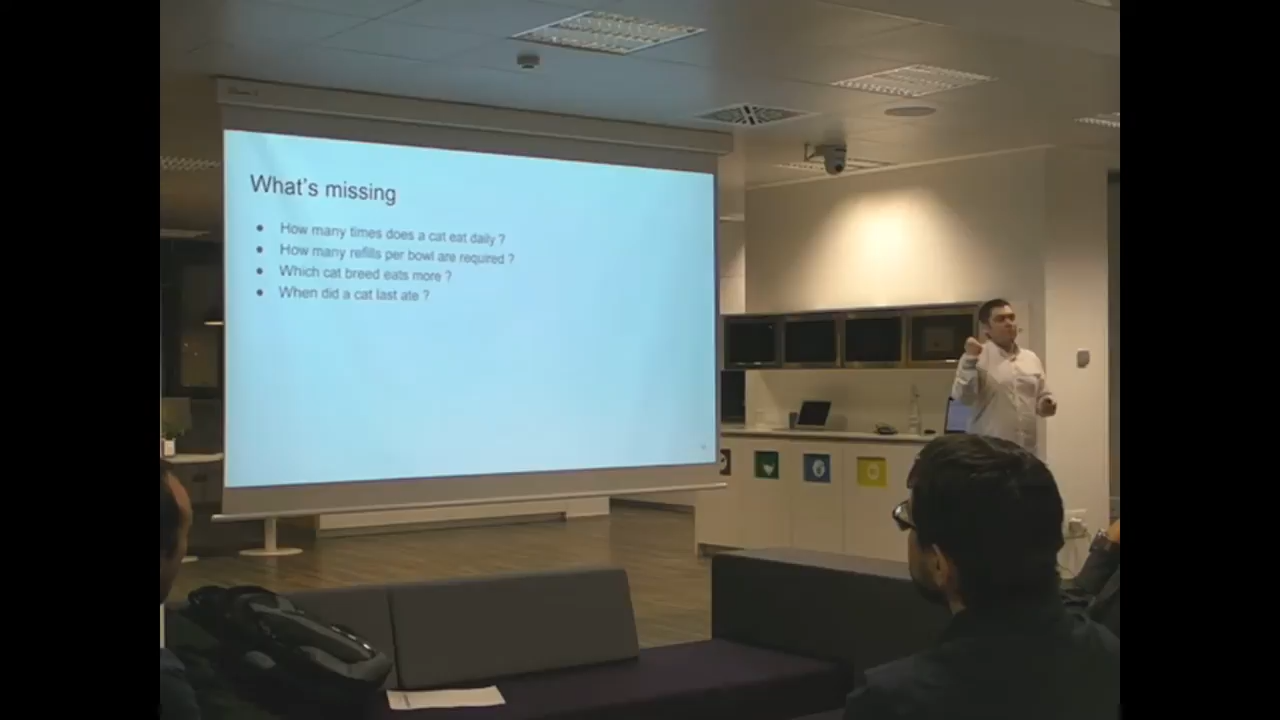 What's missing
● How many times does a cat eat daily ?
● How many refills per bowl are required ?
● Which cat breed eats more ?
● When did a cat last ate ?